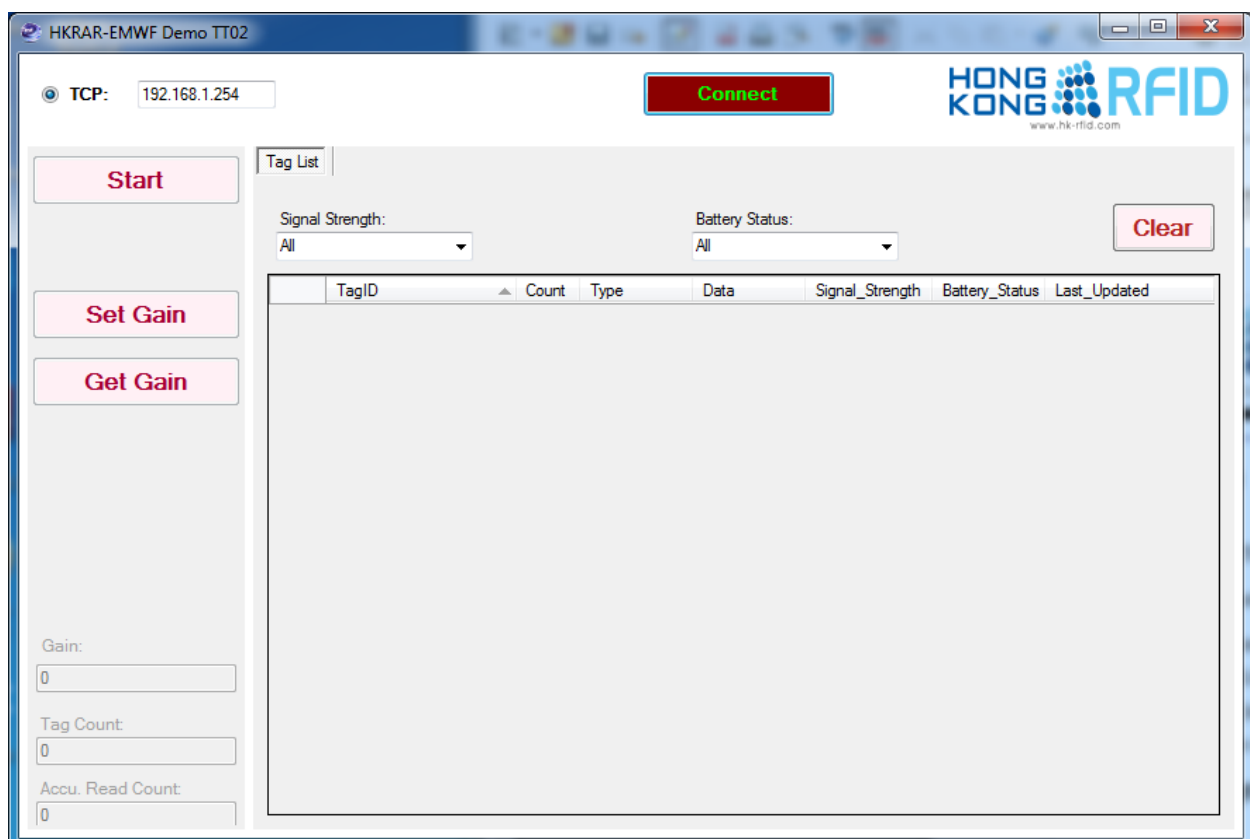 HKRAR-EMWF Demo TT02
TCP: 192.168.1.254
Connect
HONG KONG RFID
www.hk-rfid.com
Start
Set Gain
Get Gain
Gain:
0
Tag Count:
0
Accu. Read Count:
0
Tag List
Signal Strength: Battery Status:
All All
Clear
TagID Count Type Data Signal_Strength Battery_Status Last_Updated